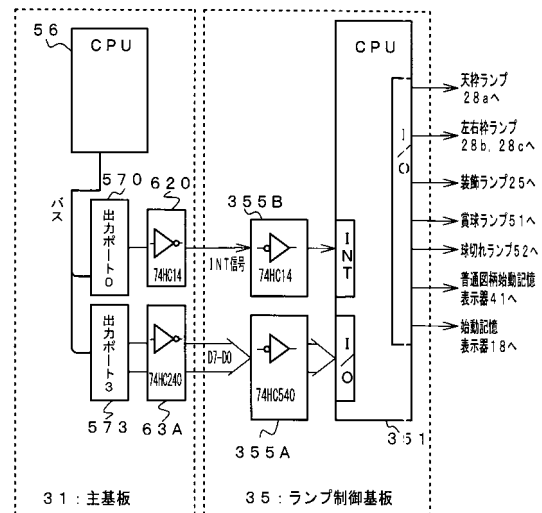 56
CPU
バス
570
出力ポート0
620
74HC14
INT信号
出力ポート3
573
74HC240
63A
D7-D0
31：主基板
CPU
355B
74HC14
INT
74HC540
355A
I/O
I/O
351
35：ランプ制御基板
天枠ランプ
28aへ
左右枠ランプ
28b，28cへ
装飾ランプ25へ
賞球ランプ51へ
球切れランプ52へ
普通図柄始動記憶
表示器41へ
始動記憶
表示器18へ